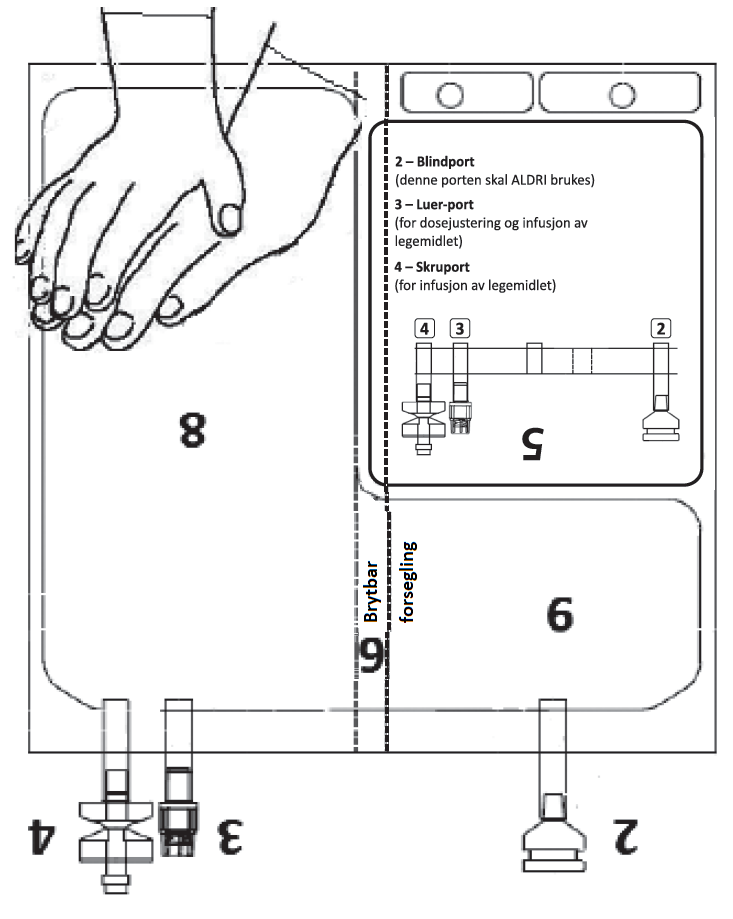 2 – Blindport
(denne porten skal ALDRI brukes)
3 – Luer-port
(for dosejustering og infusjon av
legemidlet)
4 – Skruport
(for infusjon av legemidlet)
4
3
2
8
5
Brytbar
forsegling
9
6
4
3
2